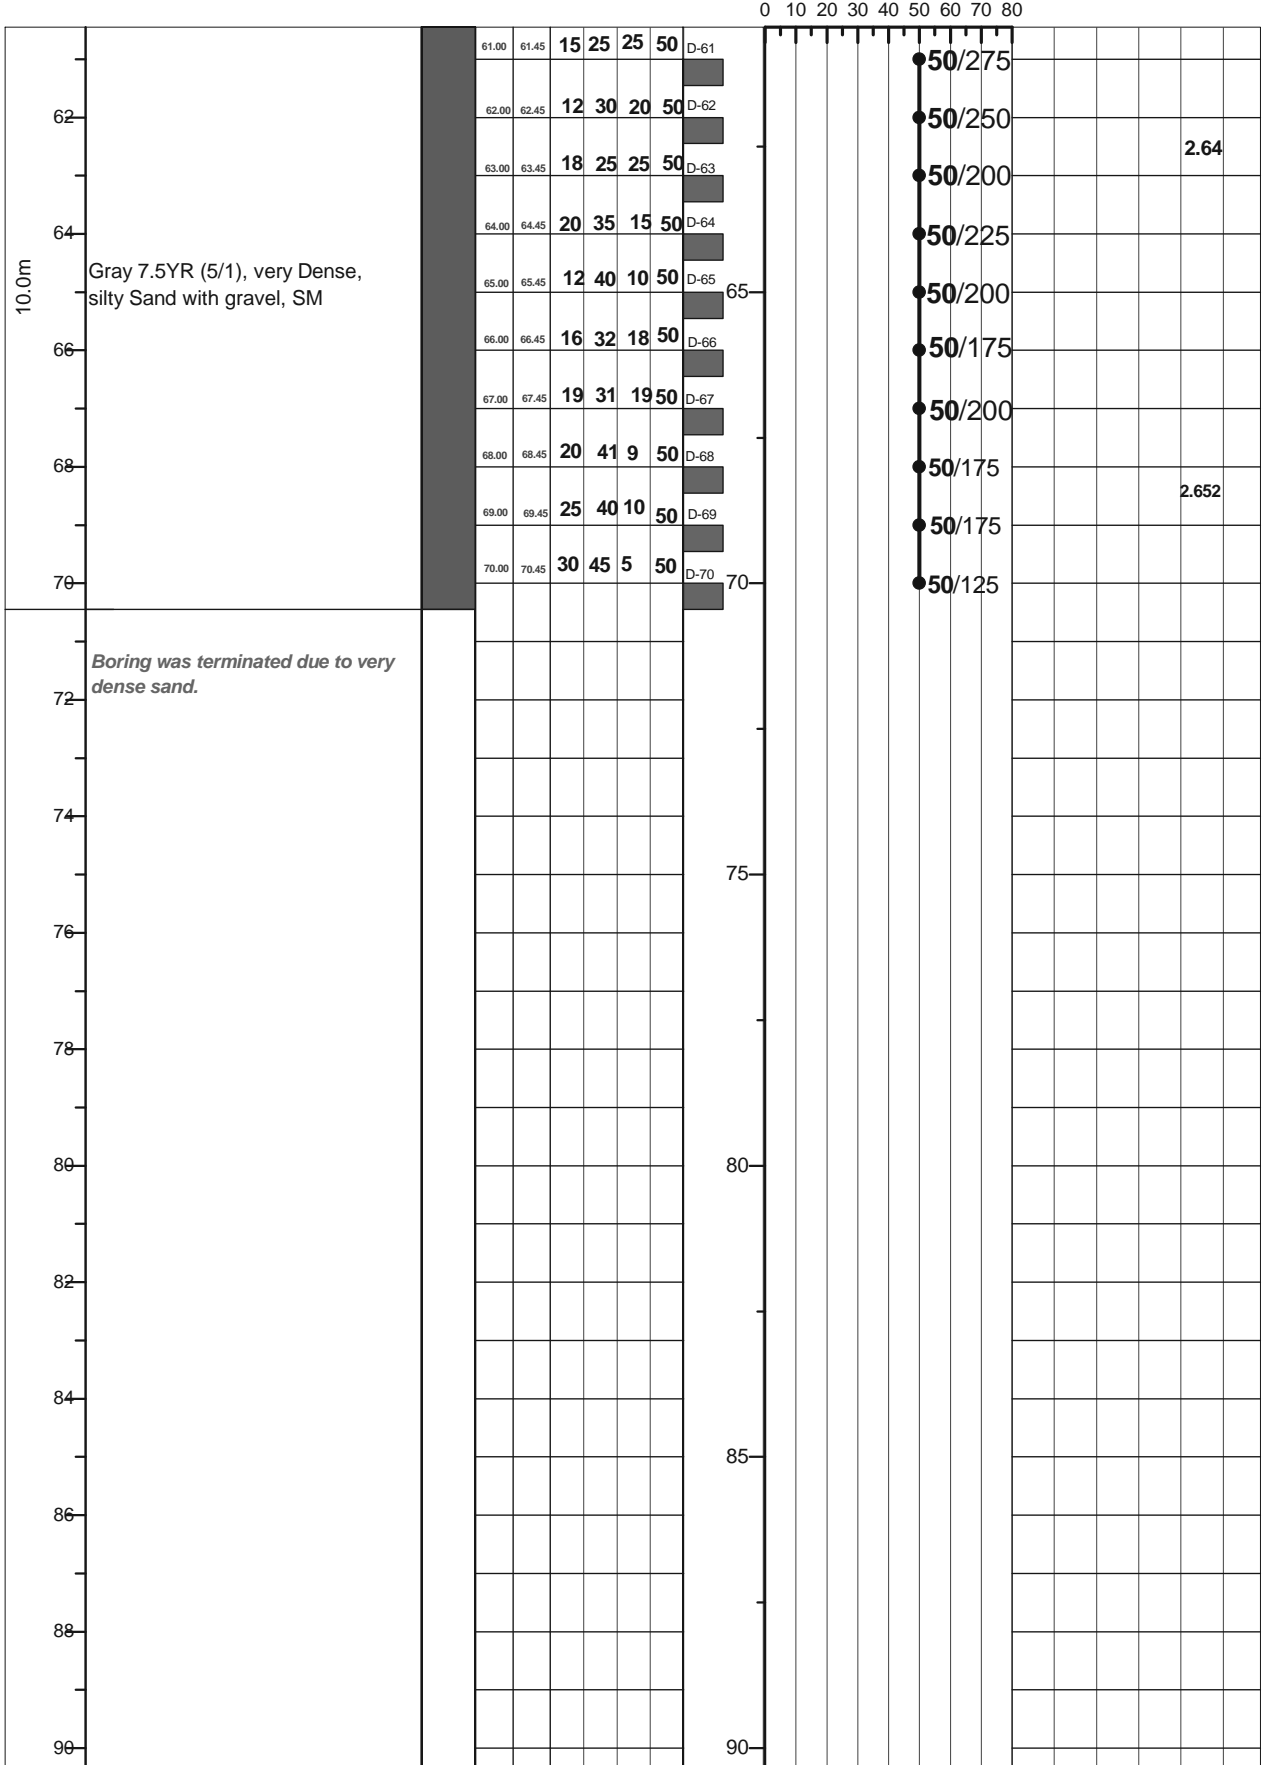 0 10 20 30 40 50 60 70 80
61.00 61.45 15 25 25 50 D-61 50/275
62 62.00 62.45 12 30 20 50 D-62 50/250
2.64
63.00 63.45 18 25 25 50 D-63 50/200
64 64.00 64.45 20 35 15 50 D-64 50/225
10.0m
Gray 7.5YR (5/1), very Dense,
silty Sand with gravel, SM
65.00 65.45 12 40 10 50 D-65 65 50/200
66 66.00 66.45 16 32 18 50 D-66 50/175
67.00 67.45 19 31 19 50 D-67 50/200
68 68.00 68.45 20 41 9 50 D-68 50/175
2.652
69.00 69.45 25 40 10 50 D-69 50/175
70 70.00 70.45 30 45 5 50 D-70 70 50/125
Boring was terminated due to very
dense sand.
72
74
75
76
78
80 80
82
84
85
86
88
90 90